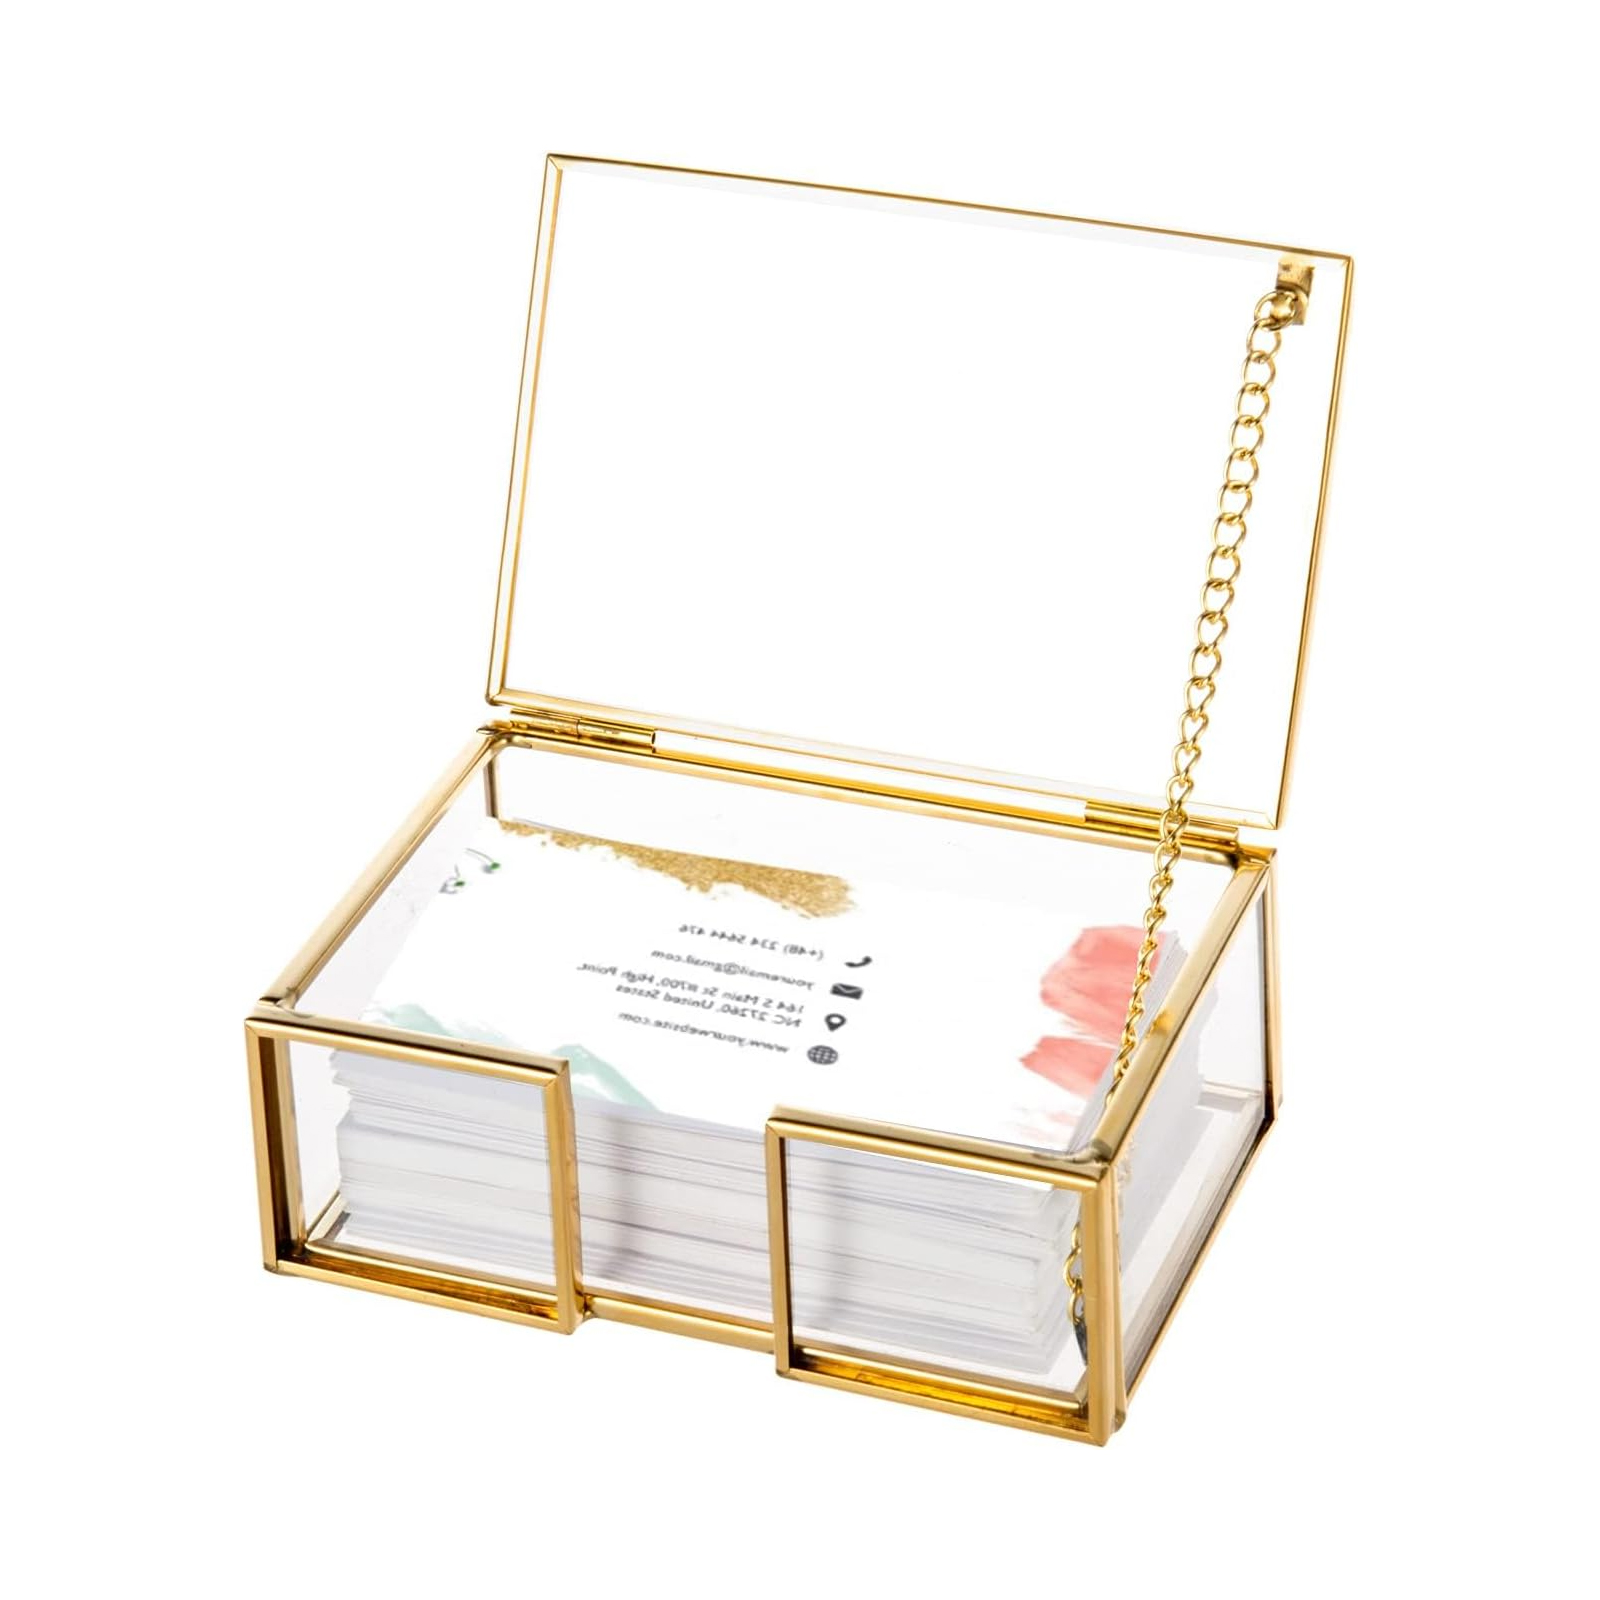 (+48) 224 5644 476
youremail@gmail.com
164 S Main St #700, High Point,
NC 27260, United States
www.yourwebsite.com